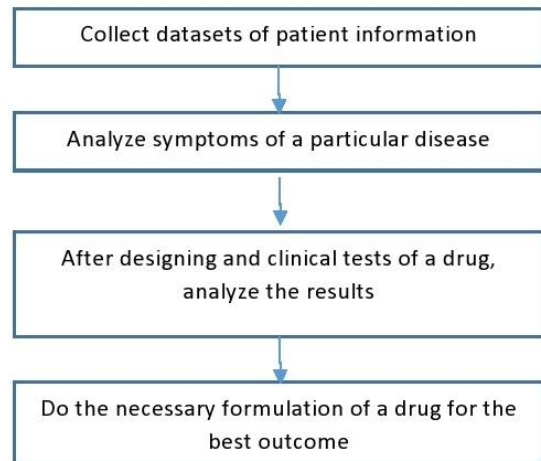 Collect datasets of patient information
Analyze symptoms of a particular disease
After designing and clinical tests of a drug,
analyze the results
Do the necessary formulation of a drug for the
best outcome